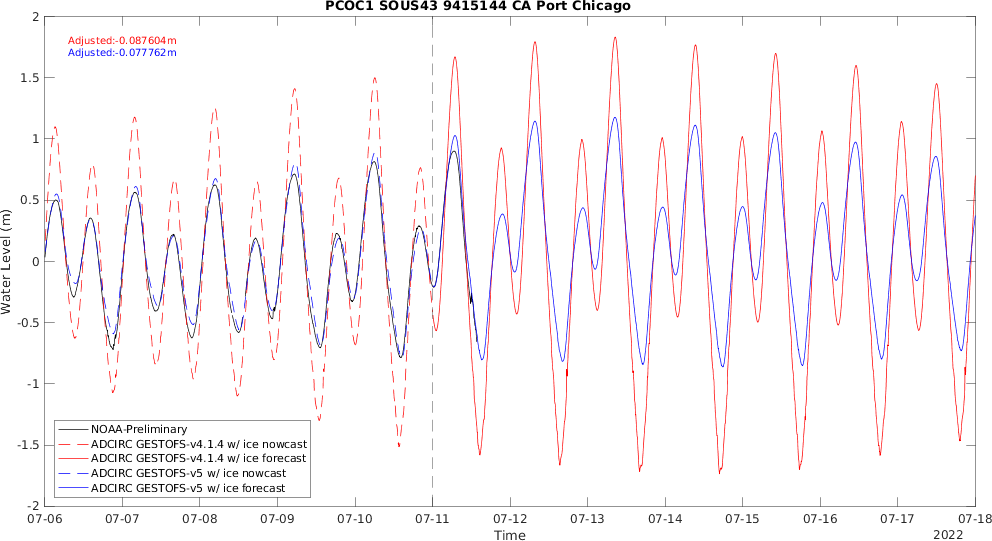 PCOC1 SOUS43 9415144 CA Port Chicago
Adjusted:-0.087604m
Adjusted:-0.077762m
2
1.5
1
0.5
0
-0.5
-1
-1.5
-2
Water Level (m)
NOAA-Preliminary
ADCIRC GESTOFS-v4.1.4 w/ ice nowcast
ADCIRC GESTOFS-v4.1.4 w/ ice forecast
ADCIRC GESTOFS-v5 w/ ice nowcast
ADCIRC GESTOFS-v5 w/ ice forecast
07-06 07-07 07-08 07-09 07-10 07-11 07-12 07-13 07-14 07-15 07-16 07-17 07-18
Time
2022